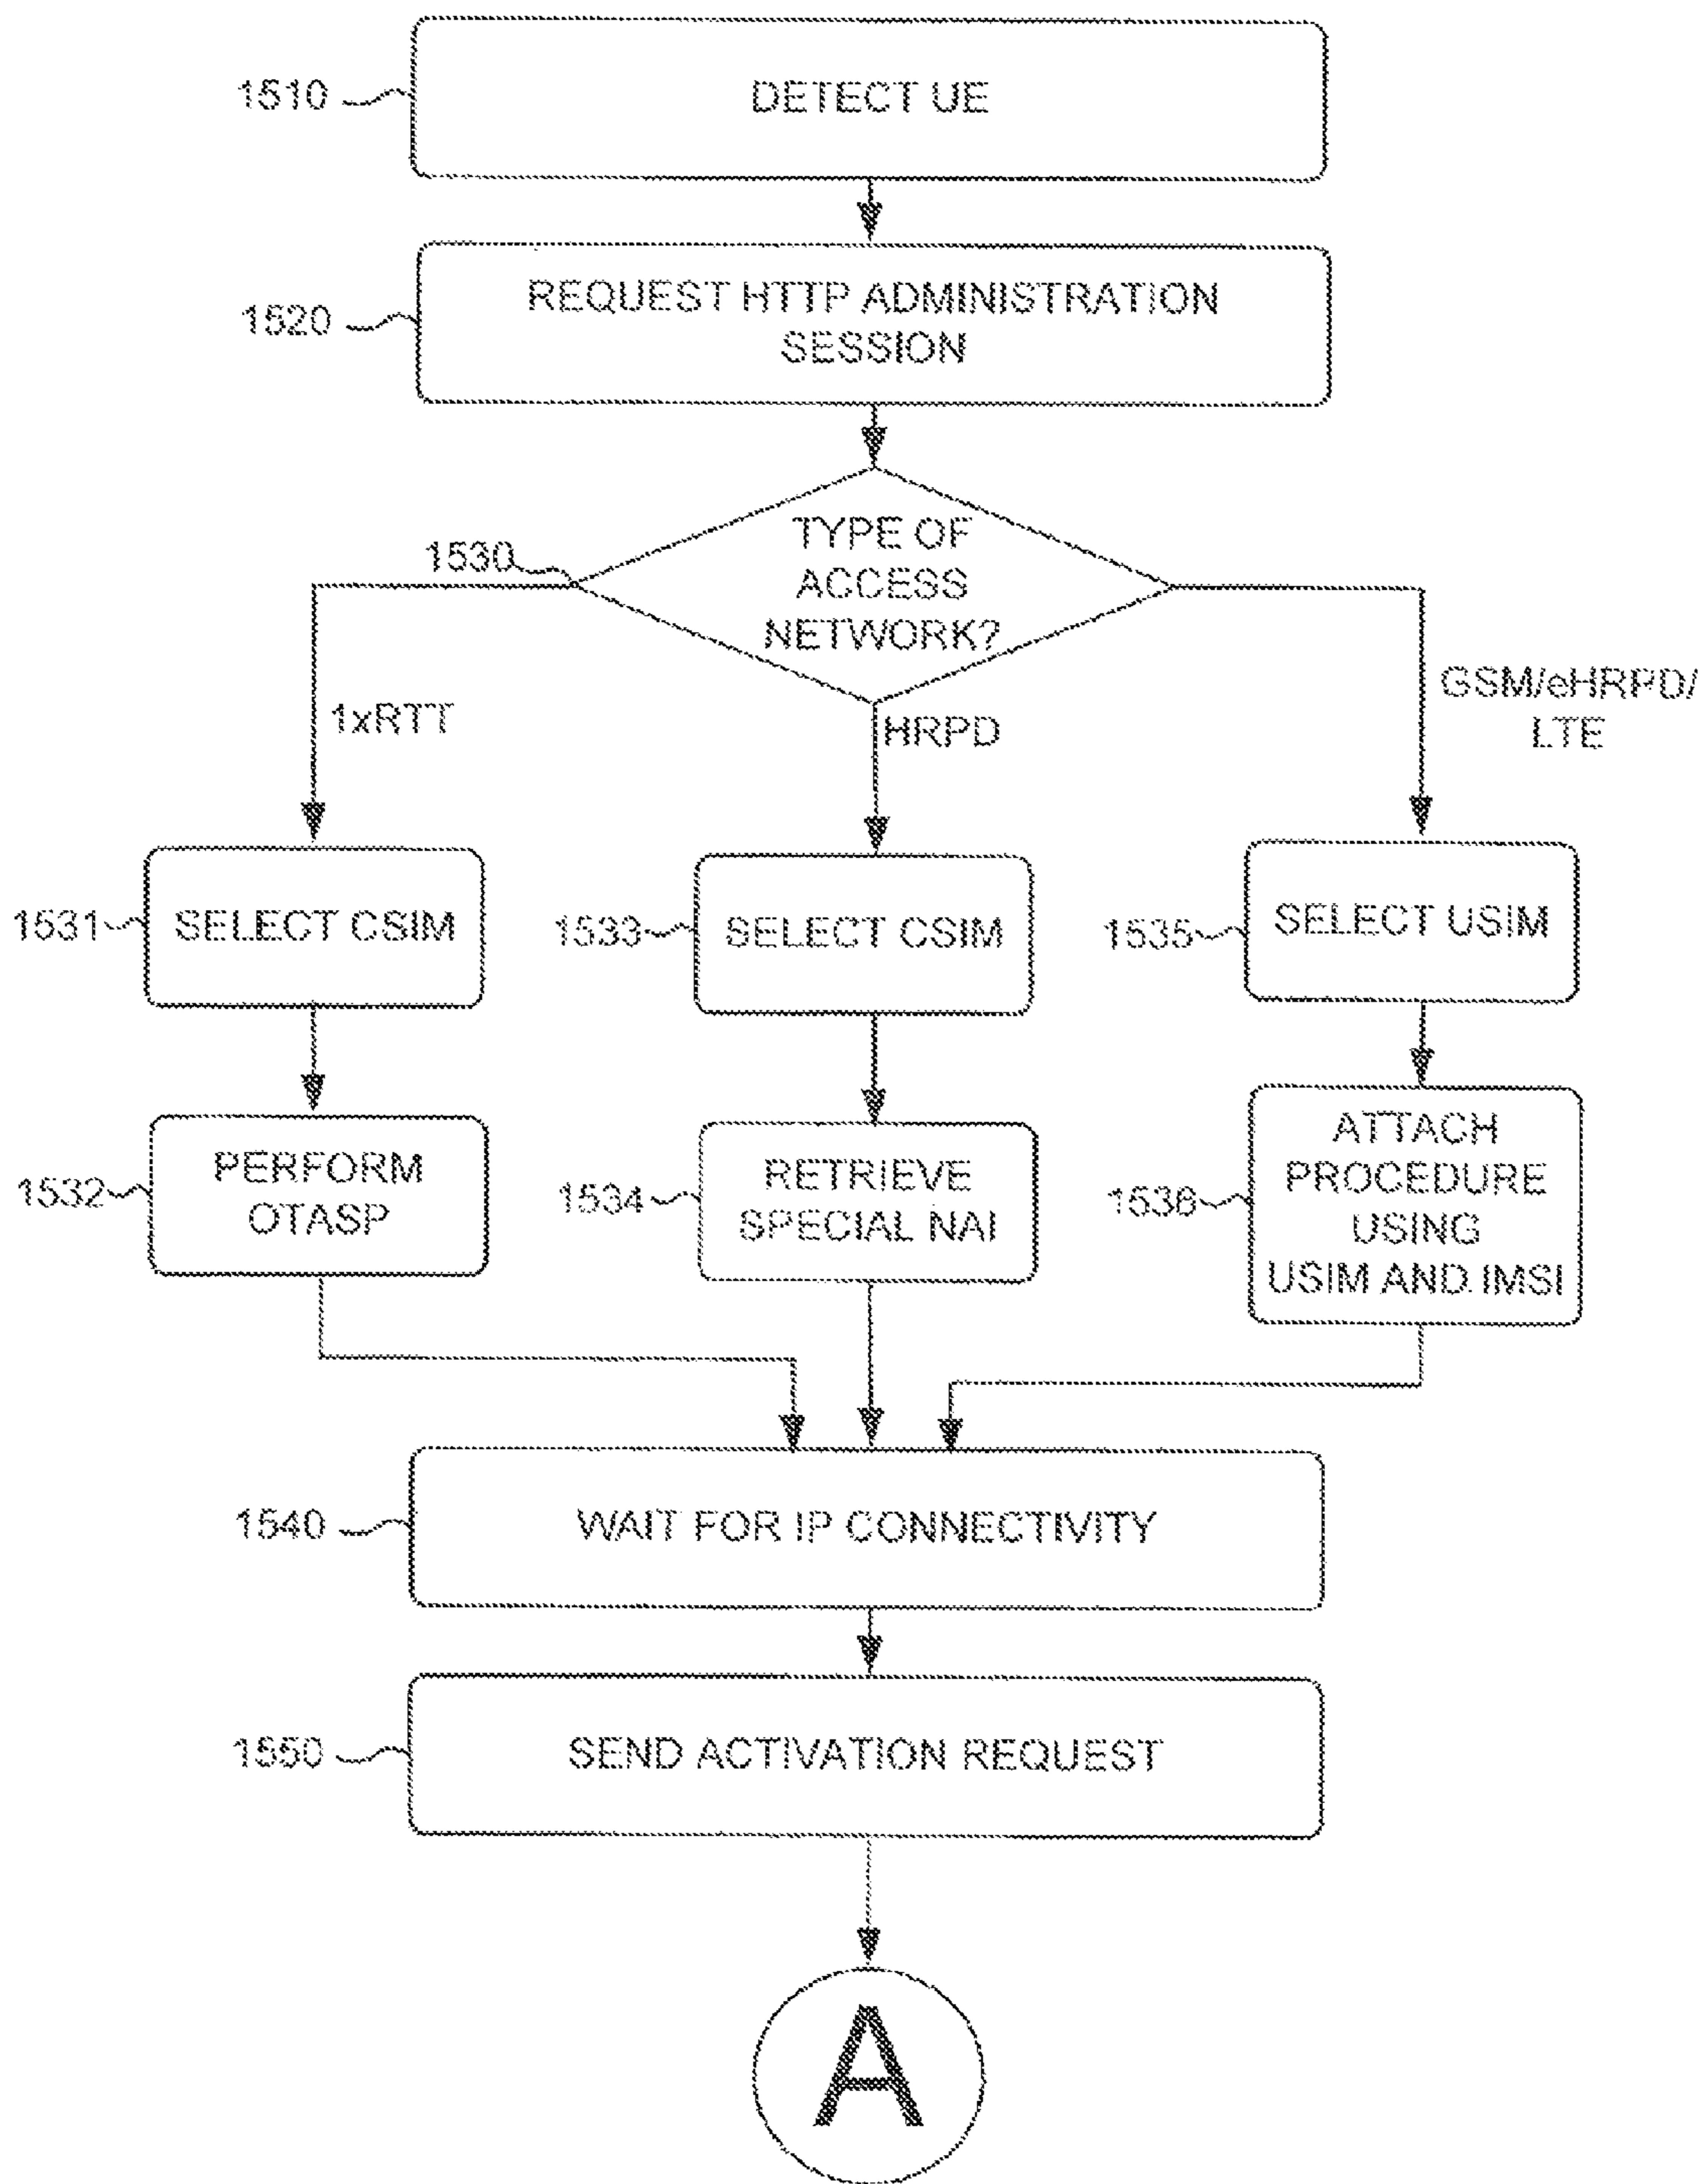 1510
DETECT UE
1520
REQUEST HTTP ADMINISTRATION
SESSION
1530
TYPE OF
ACCESS
NETWORK?
1xRTT
HRPD
GSM/eHRPD/
LTE
1531
SELECT CSIM
1533
SELECT CSIM
1535
SELECT USIM
1532
PERFORM
OTASP
1534
RETRIEVE
SPECIAL NAI
1536
ATTACH
PROCEDURE
USING
USIM AND IMSI
1540
WAIT FOR IP CONNECTIVITY
1550
SEND ACTIVATION REQUEST
A